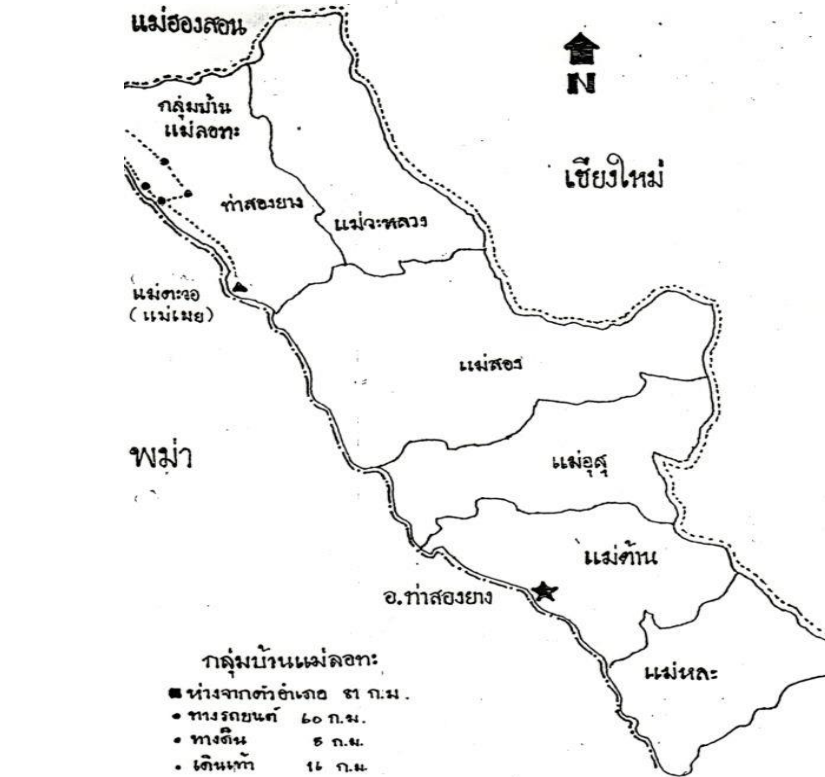 แม่ฮองสอน
N
กลุ่มบ้าน
แม่ลอทะ
เชียงใหม่
ท่าสองยาง
แม่จะหลวง
แม่ตะวอ
(แม่เมย)
แม่สอง
พม่า
แม่อุสุ
แม่ต้าน
อ.ท่าสองยาง
แม่หละ
กลุ่มบ้านแม่ลอทะ
ห่างจากตัวอำเภอ 81 ก.ม.
ทางรถยนต์ ๖๐ ก.ม.
ทางดิน ก.ม.
เดินเท้า ก.ม.